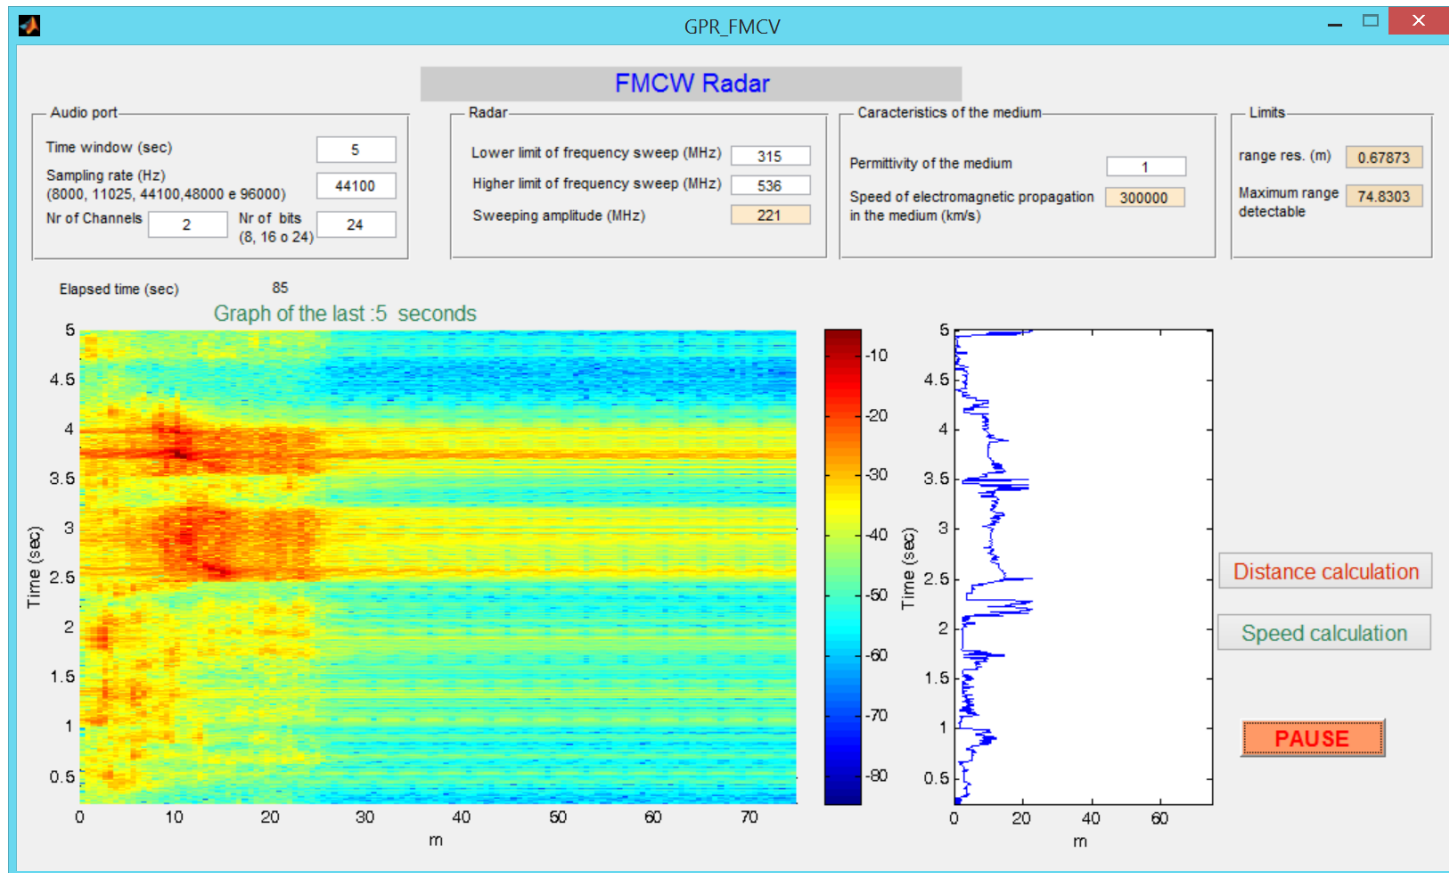 GPR_FMCV
FMCW Radar
Audio port
Time window (sec)
5
Sampling rate (Hz)
(8000, 11025, 44100,48000 e 96000)
44100
Nr of Channels
2
Nr of bits
(8, 16 o 24)
24
Radar
Lower limit of frequency sweep (MHz)
315
Higher limit of frequency sweep (MHz)
536
Sweeping amplitude (MHz)
221
Caracteristics of the medium
Permittivity of the medium
1
Speed of electromagnetic propagation
in the medium (km/s)
300000
Limits
range res. (m)
0.67873
Maximum range
detectable
74.8303
Elapsed time (sec)
85
Graph of the last :5 seconds
5
4.5
4
3.5
3
2.5
2
1.5
1
0.5
Time (sec)
0
10
20
30
40
50
60
70
m
-10
-20
-30
-40
-50
-60
-70
-80
5
4.5
4
3.5
3
2.5
2
1.5
1
0.5
Time (sec)
0
20
40
60
m
Distance calculation
Speed calculation
PAUSE